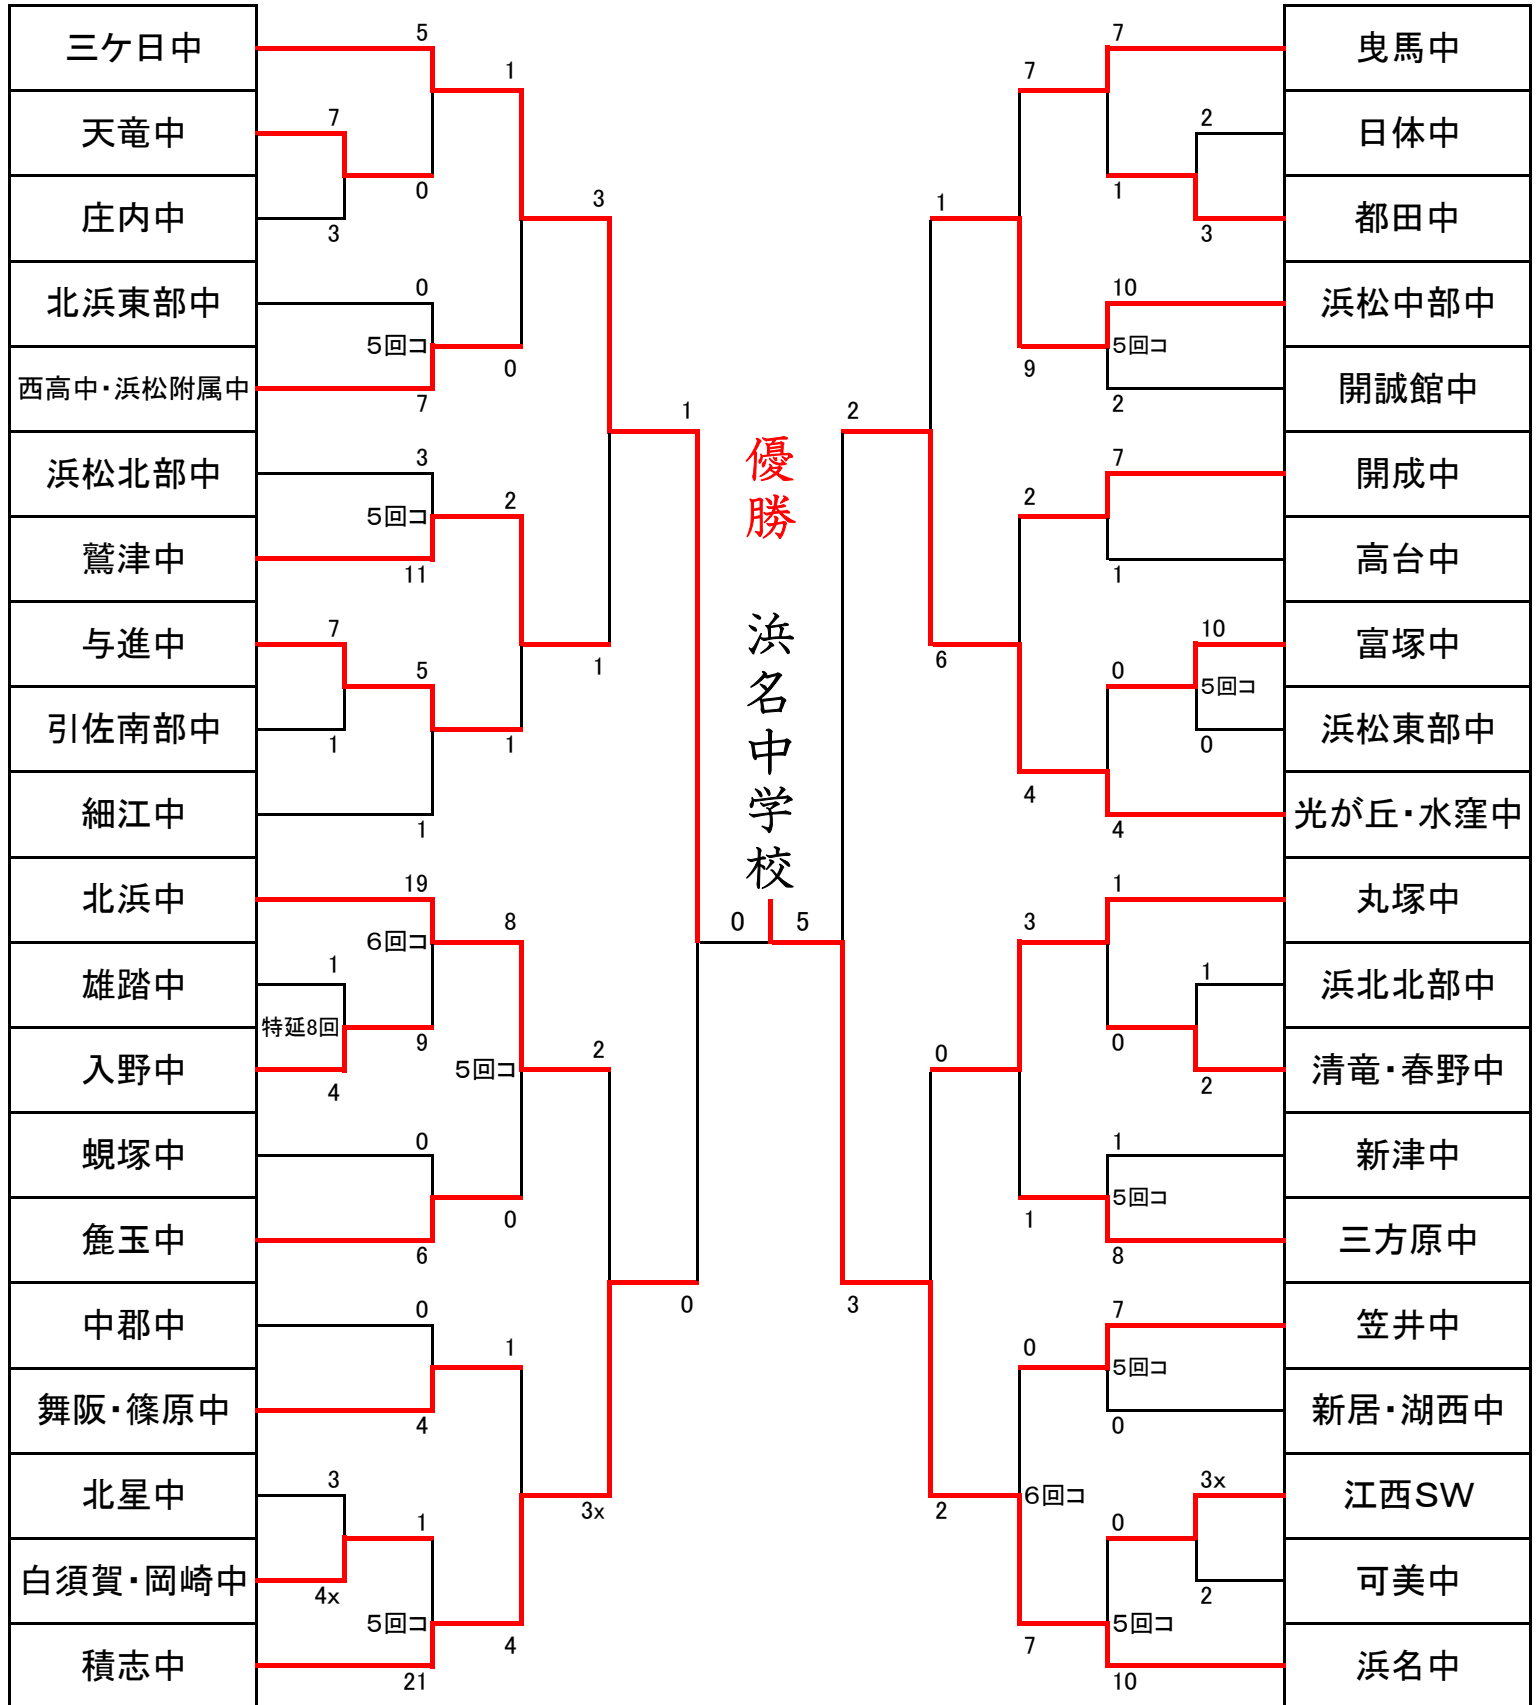 三ケ日中
天竜中
庄内中
北浜東部中
西高中・浜松附属中
浜松北部中
鷲津中
与進中
引佐南部中
細江中
北浜中
雄踏中
入野中
蜆塚中
麁玉中
中郡中
舞阪・篠原中
北星中
白須賀・岡崎中
積志中
5
7
0
3
0
5回コ
7
3
5回コ
11
7
5
1
1
19
6回コ
1
特延8回
9
4
0
6
0
4
3
1
4x
5回コ
21
1
0
2
1
8
5回コ
0
1
4
3
1
2
3x
1
0
0
優勝
浜名中学校
5
2
3
1
6
0
2
7
9
2
4
3
1
0
6回コ
7
7
2
1
3
10
5回コ
2
7
1
10
0
5回コ
0
4
1
1
0
2
1
5回コ
8
7
5回コ
0
3x
0
2
5回コ
10
曳馬中
日体中
都田中
浜松中部中
開誠館中
開成中
高台中
富塚中
浜松東部中
光が丘・水窪中
丸塚中
浜北北部中
清竜・春野中
新津中
三方原中
笠井中
新居・湖西中
江西SW
可美中
浜名中